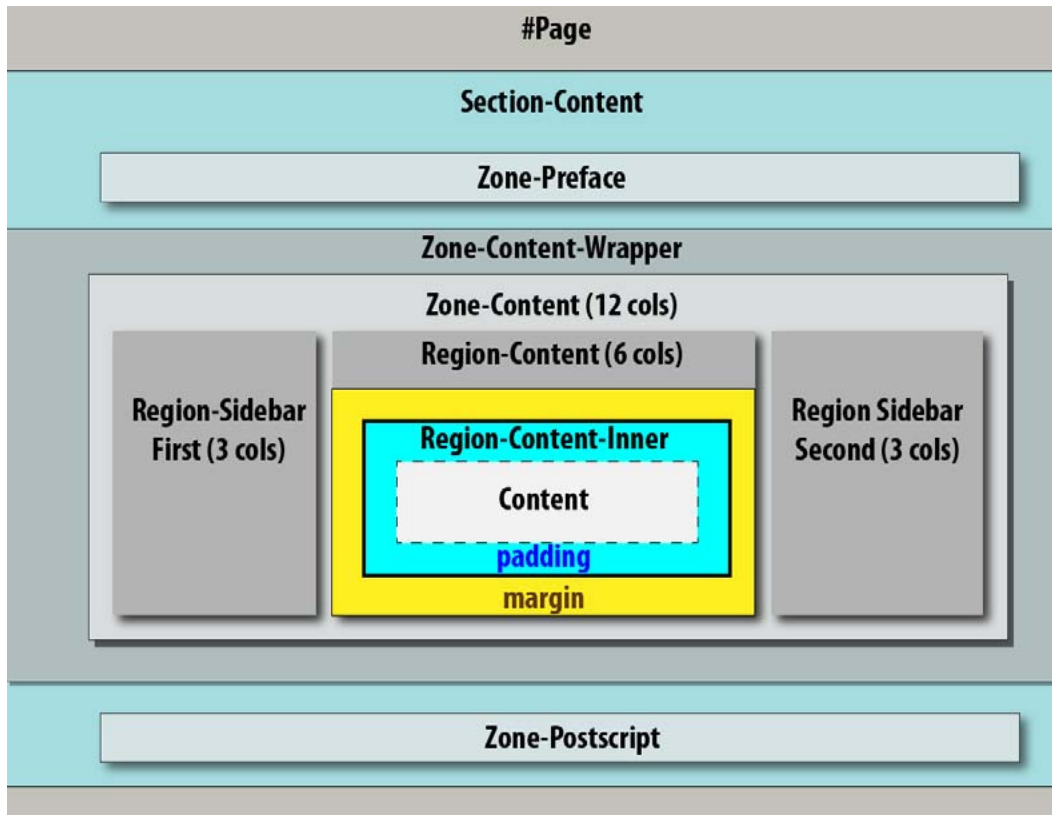 #Page
Section-Content
Zone-Preface
Zone-Content-Wrapper
Zone-Content (12 cols)
Region-Sidebar
First (3 cols)
Region-Content (6 cols)
Region-Content-Inner
Content
padding
margin
Region Sidebar
Second (3 cols)
Zone-Postscript